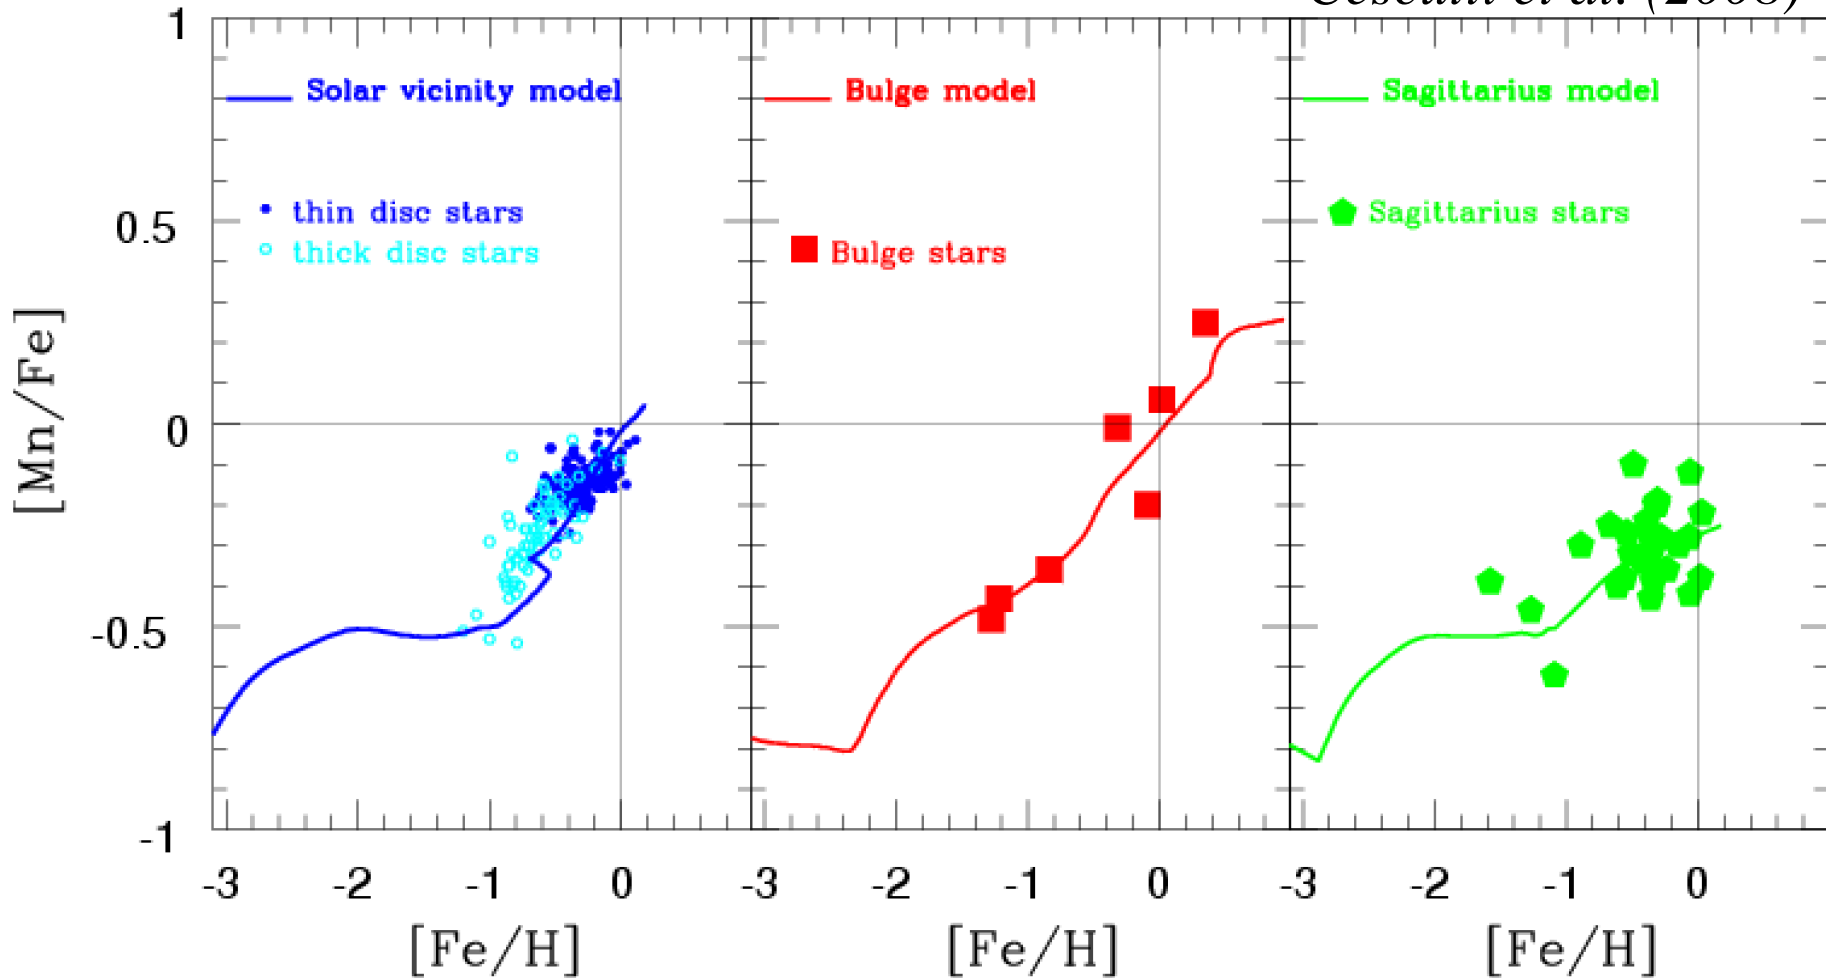 et al. (2008)
1
0.5
0
-0.5
-1
[Mn/Fe]
Solar vicinity model
thin disc stars
thick disc stars
Bulge model
Bulge stars
Sagittarius model
Sagittarius stars
-3 -2 -1 0
-3 -2 -1 0
-3 -2 -1 0
[Fe/H]
[Fe/H]
[Fe/H]